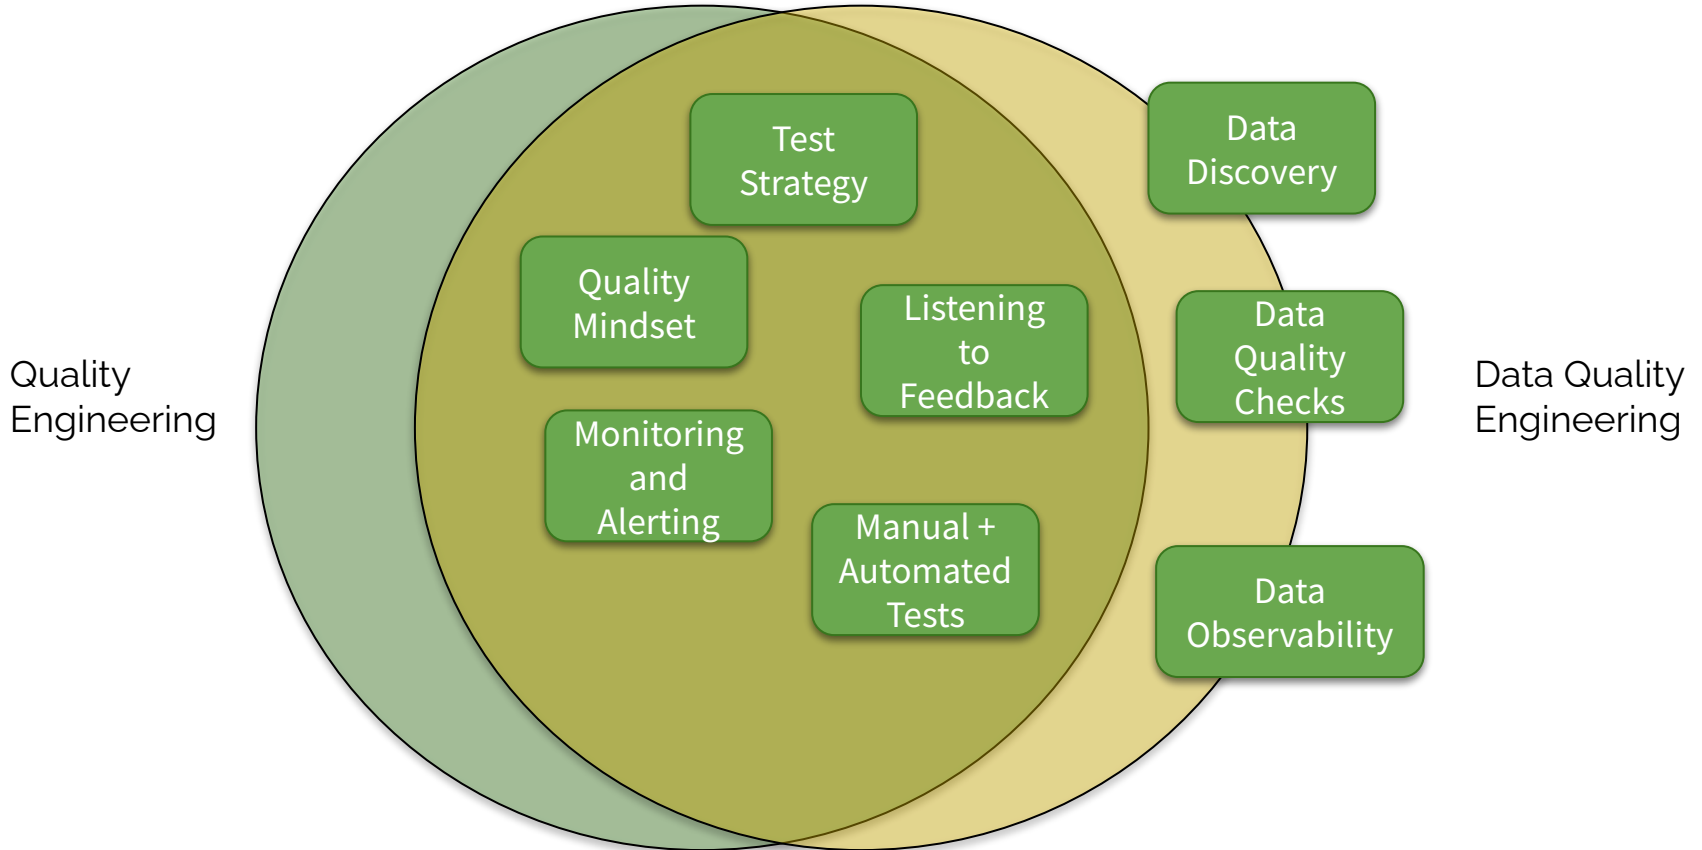 Test
Strategy
Data
Discovery
Quality
Mindset
Listening
to
Feedback
Data
Quality
Checks
Quality
Engineering
Data Quality
Engineering
Monitoring
and
Alerting
Manual +
Automated
Tests
Data
Observability